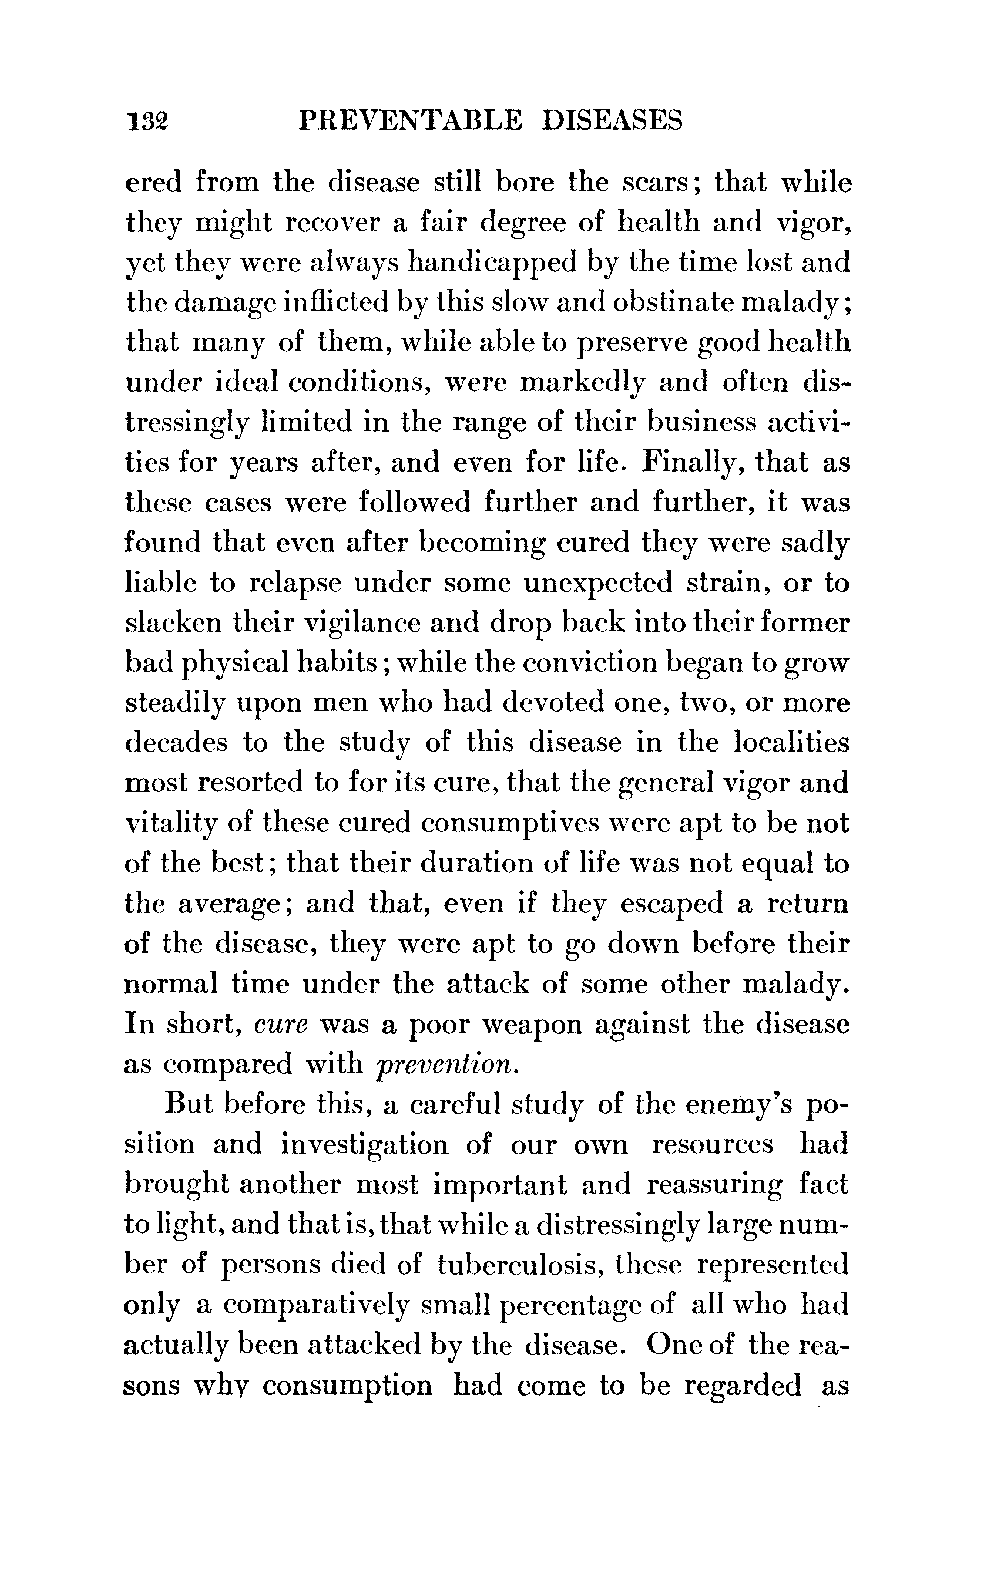 132 PREVENTABLE DISEASES
ered from the disease still bore the scars; that while
they might recover a fair degree of health and vigor,
yet they were always handicapped by the time lost and
the damage inflicted by this slow and obstinate malady;
that many of them, while able to preserve good health
under ideal conditions, were markedly and often dis-
tressingly limited in the range of their business activi-
ties for years after, and even for life. Finally, that as
these cases were followed further and further, it was
found that even after becoming cured they were sadly
liable to relapse under some unexpected strain, or to
slacken their vigilance and drop back into their former
bad physical habits; while the conviction began to grow
steadily upon men who had devoted one, two, or more
decades to the study of this disease in the localities
most resorted to for its cure, that the general vigor and
vitality of these cured consumptives were apt to be not
of the best; that their duration of life was not equal to
the average; and that, even if they escaped a return
of the disease, they were apt to go down before their
normal time under the attack of some other malady.
In short, cure was a poor weapon against the disease
as compared with prevention.
But before this, a careful study of the enemy's po-
sition and investigation of our own resources had
brought another most important and reassuring fact
to light, and that is, that while a distressingly large num-
ber of persons died of tuberculosis, these represented
only a comparatively small percentage of all who had
actually been attacked by the disease. One of the rea-
sons why consumption had come to be regarded as